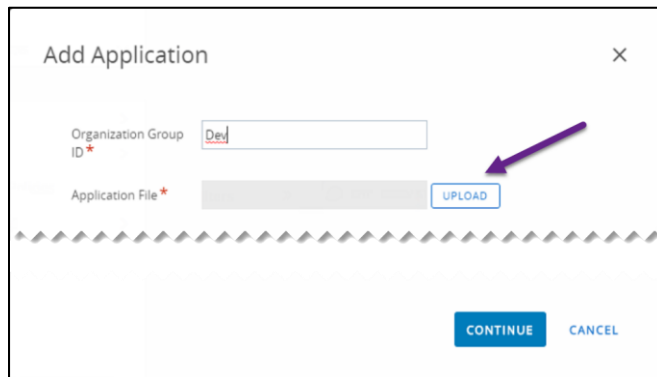 Add Application
Organization Group
ID* Dev
Application File* UPLOAD
CONTINUE CANCEL